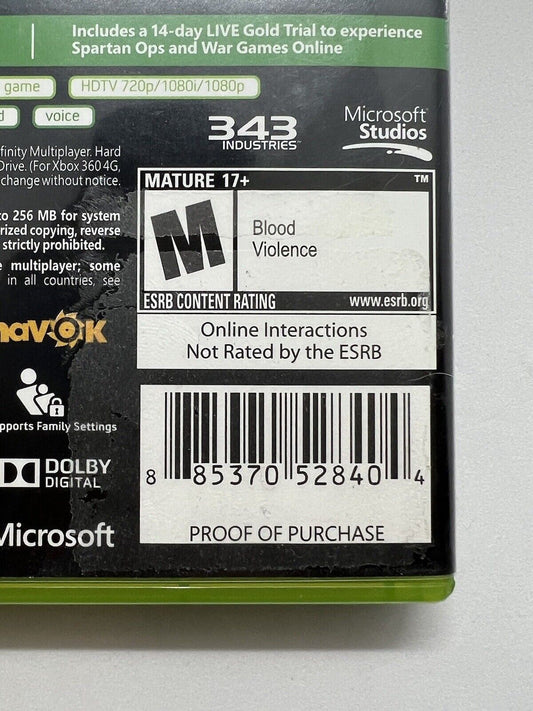 Includes a 14-day LIVE Gold Trial to experience
Spartan Ops and War Games Online
game
HDTV 720p/1080i/1080p
voice
343
INDUSTRIES™
Microsoft
Studios
finity Multiplayer. Hard
Drive. (For Xbox 360 4G,
change without notice.
to 256 MB for system
rized copying, reverse
strictly prohibited.
multiplayer; some
in all countries, see
MATURE 17+
™
M
Blood
Violence
ESRB CONTENT RATING
www.esrb.org
Online Interactions
Not Rated by the ESRB
havok
pports Family Settings
DOLBY
DIGITAL
Microsoft
8 85370 52840 4
PROOF OF PURCHASE